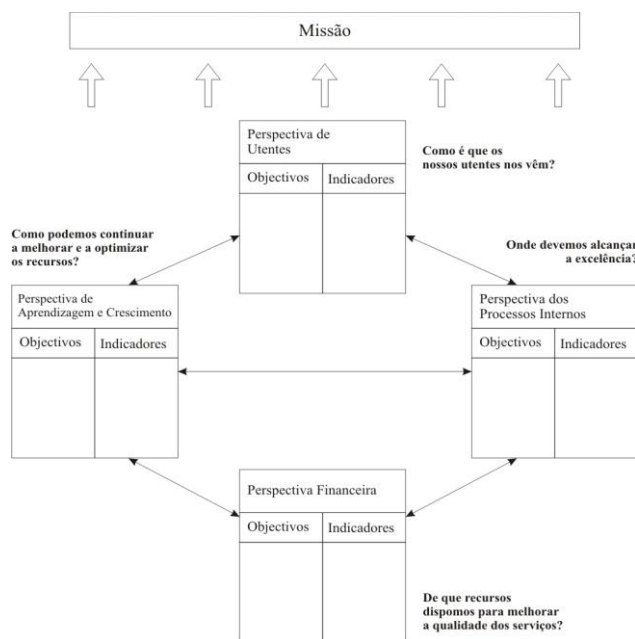 Missão
Perspectiva de
Utentes
Objectivos
Indicadores
Como é que os
nossos utentes nos vêm?
Como podemos continuar
a melhorar e a optimizar
os recursos?
Onde devemos alcançar
a excelência?
Perspectiva de
Aprendizagem e Crescimento
Objectivos
Indicadores
Perspectiva dos
Processos Internos
Objectivos
Indicadores
Perspectiva Financeira
Objectivos
Indicadores
De que recursos
dispomos para melhorar
a qualidade dos serviços?